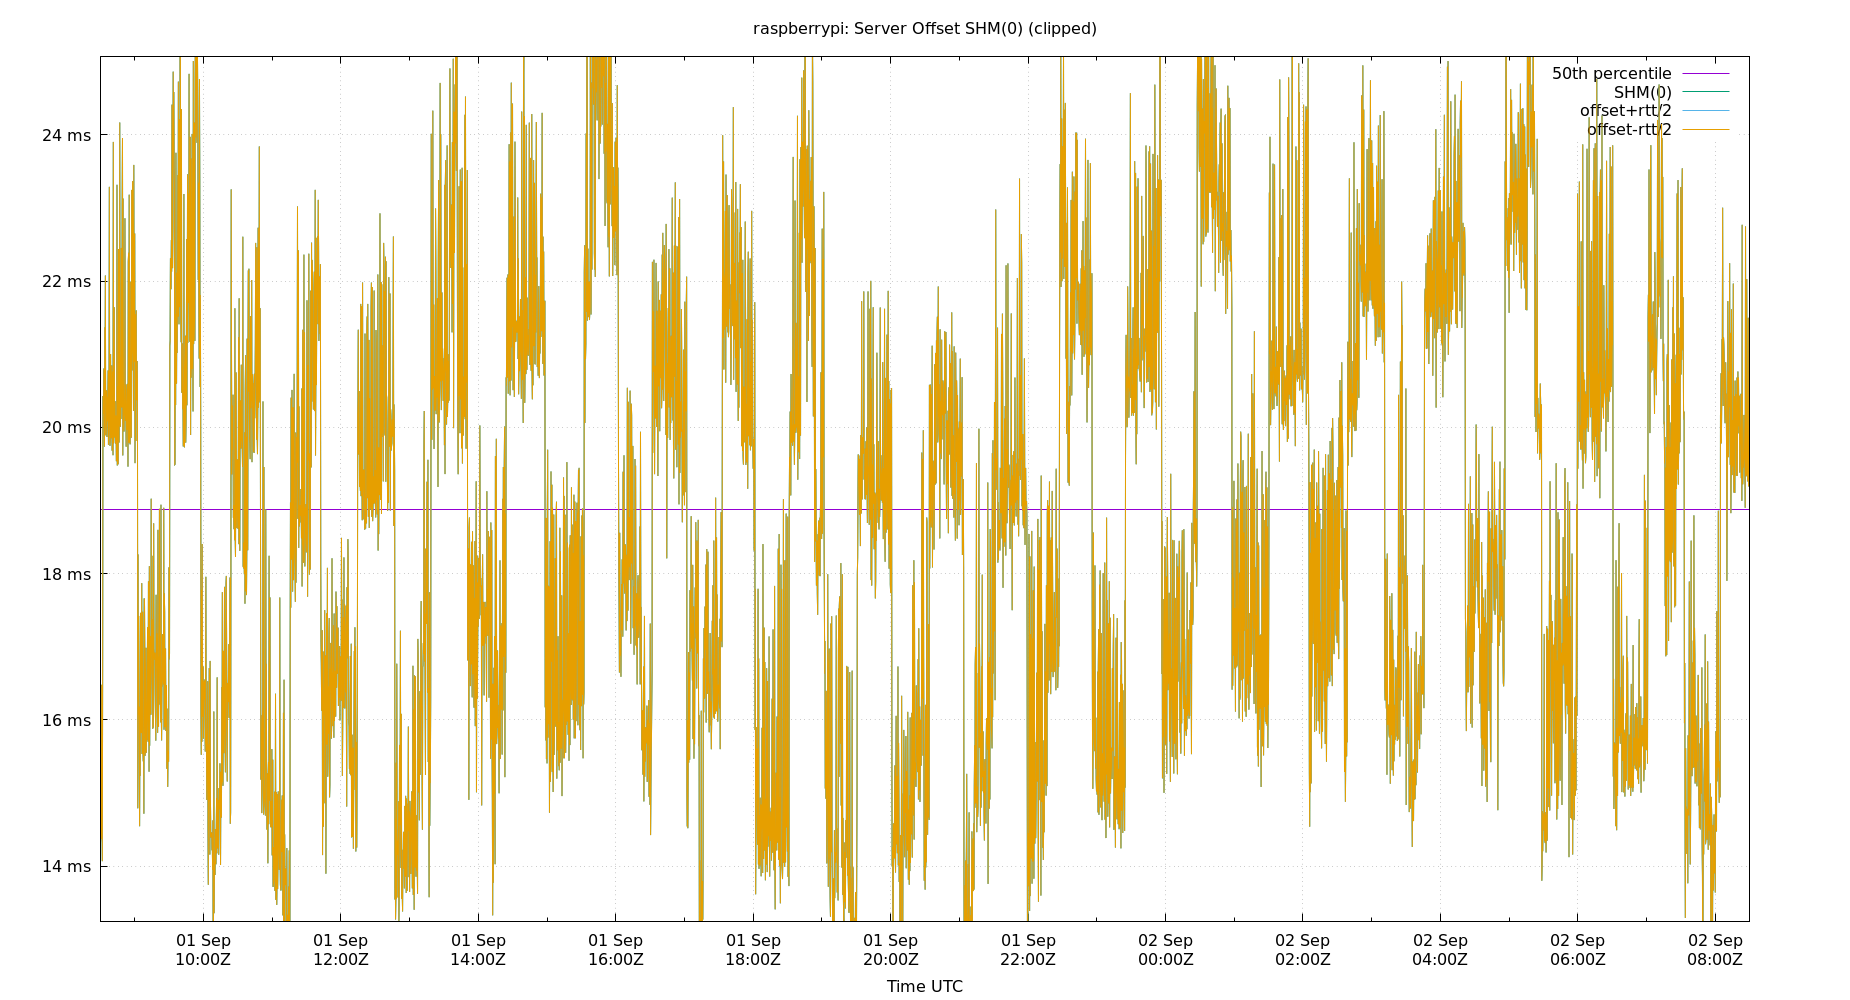 raspberrypi: Server Offset SHM(0) (clipped)
50th percentile
SHM(0)
offset+rtt/2
offset-rtt/2
24 ms
22 ms
20 ms
18 ms
16 ms
14 ms
01 Sep 01 Sep 01 Sep 01 Sep 01 Sep 01 Sep 01 Sep 02 Sep 02 Sep 02 Sep 02 Sep 02 Sep
10:00Z 12:00Z 14:00Z 16:00Z 18:00Z 20:00Z 22:00Z 00:00Z 02:00Z 04:00Z 06:00Z 08:00Z
Time UTC